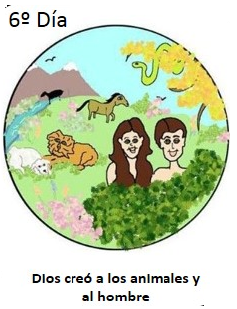 6º Día
Dios creó a los animales y
al hombre